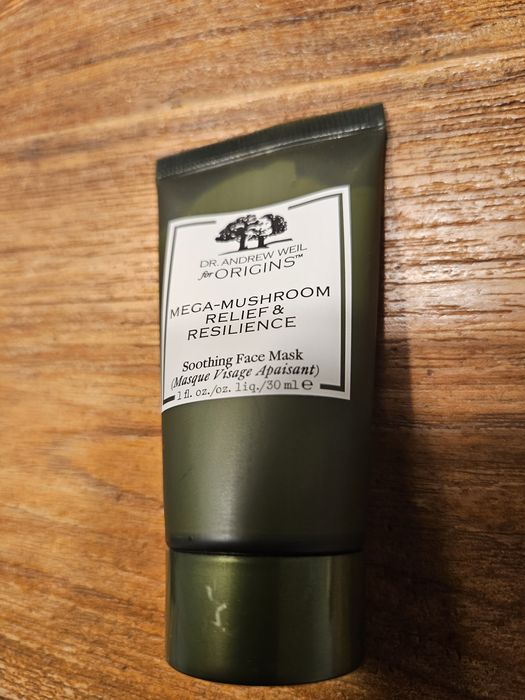 DR. ANDREW WEIL
for ORIGINS™
MEGA-MUSHROOM
RELIEF &
RESILIENCE
Soothing Face Mask
(Masque Visage Apaisant)
1 fl. oz./oz. liq./30 ml ℮